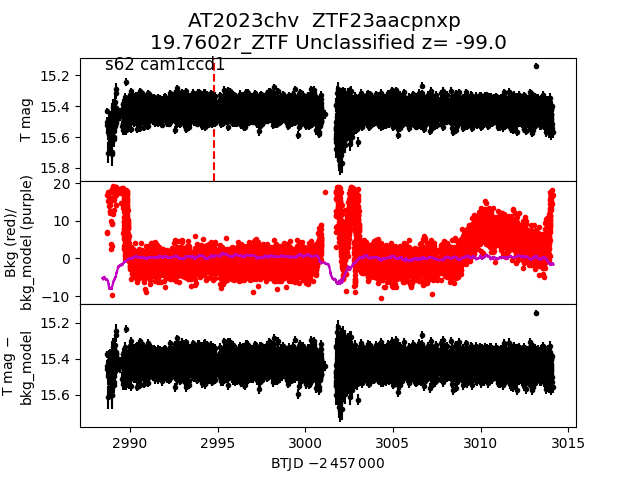 AT2023chv  ZTF23aacpnxp
19.7602r_ZTF Unclassified z= -99.0
s62 cam1ccd1
15.2
15.4
15.6
15.8
T mag
20
10
0
−10
Bkg (red)/
bkg_model (purple)
15.2
15.4
15.6
T mag −
bkg_model
2990
2995
3000
3005
3010
3015
BTJD −2 457 000